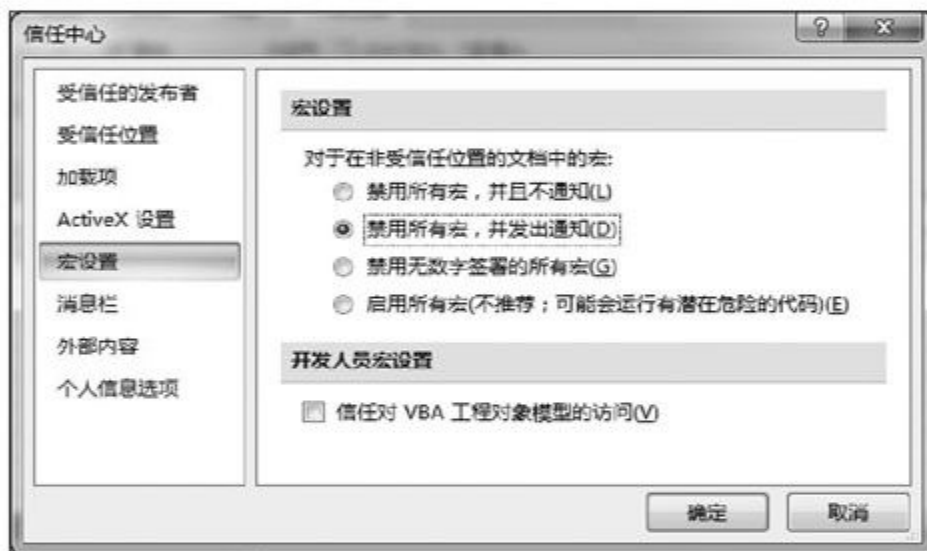 信任中心
受信任的发布者
受信任位置
加载项
ActiveX 设置
宏设置
消息栏
外部内容
个人信息选项
宏设置
对于在非受信任位置的文档中的宏:
禁用所有宏，并且不通知(L)
禁用所有宏，并发出通知(D)
禁用无数字签署的所有宏(G)
启用所有宏(不推荐；可能会运行有潜在危险的代码)(E)
开发人员宏设置
信任对 VBA 工程对象模型的访问(V)
确定
取消